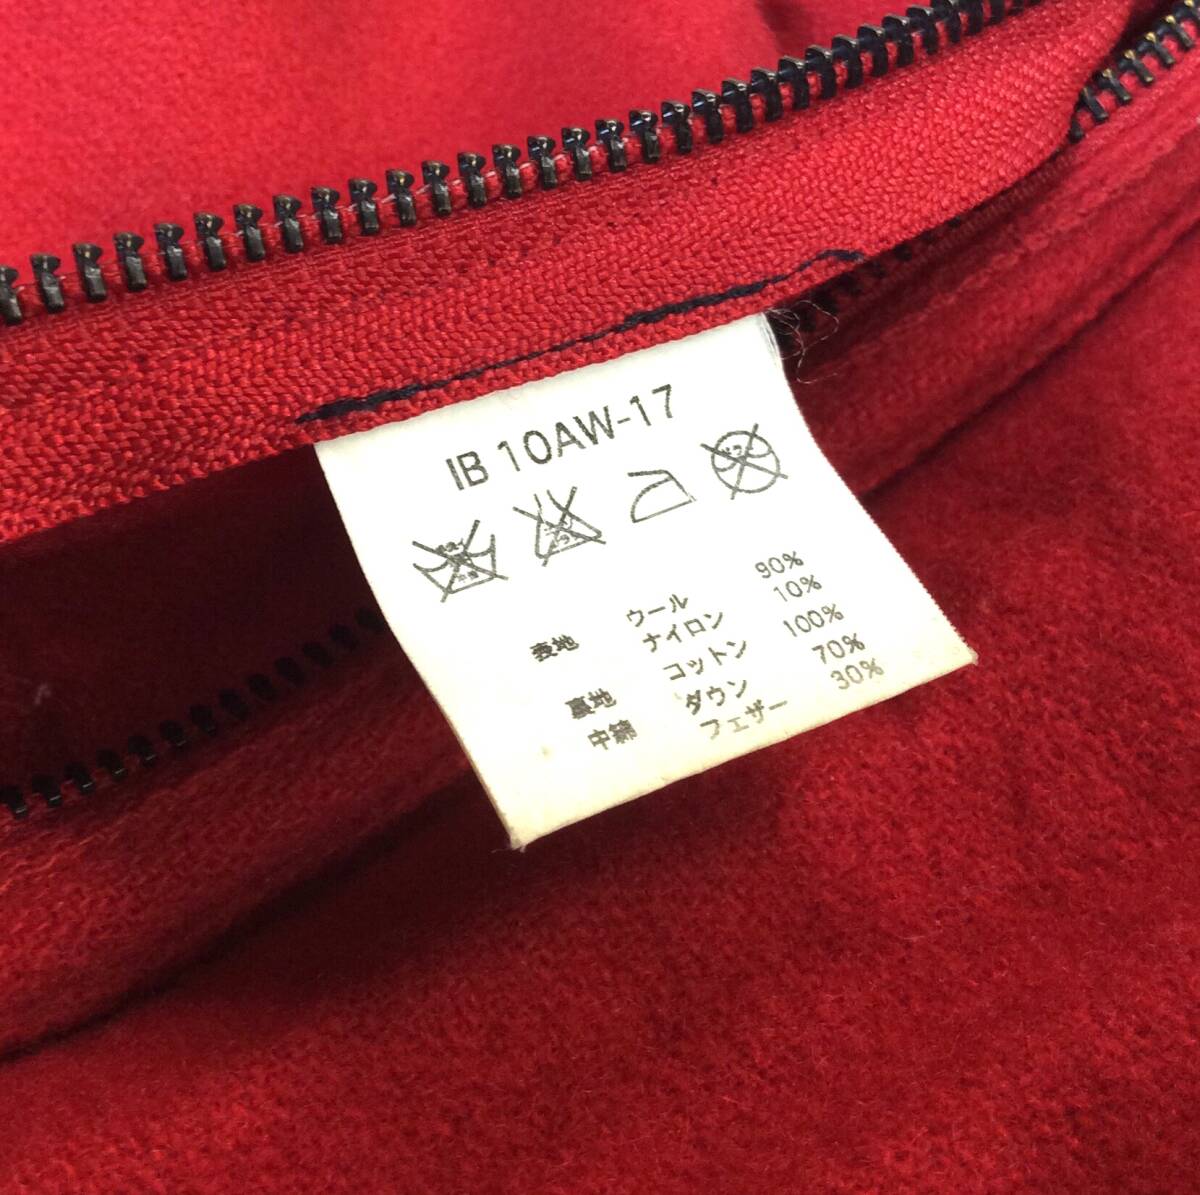 IB 10AW-17
表地 ウール 90%
ナイロン 10%
裏地 コットン 100%
中綿 ダウン 70%
フェザー 30%